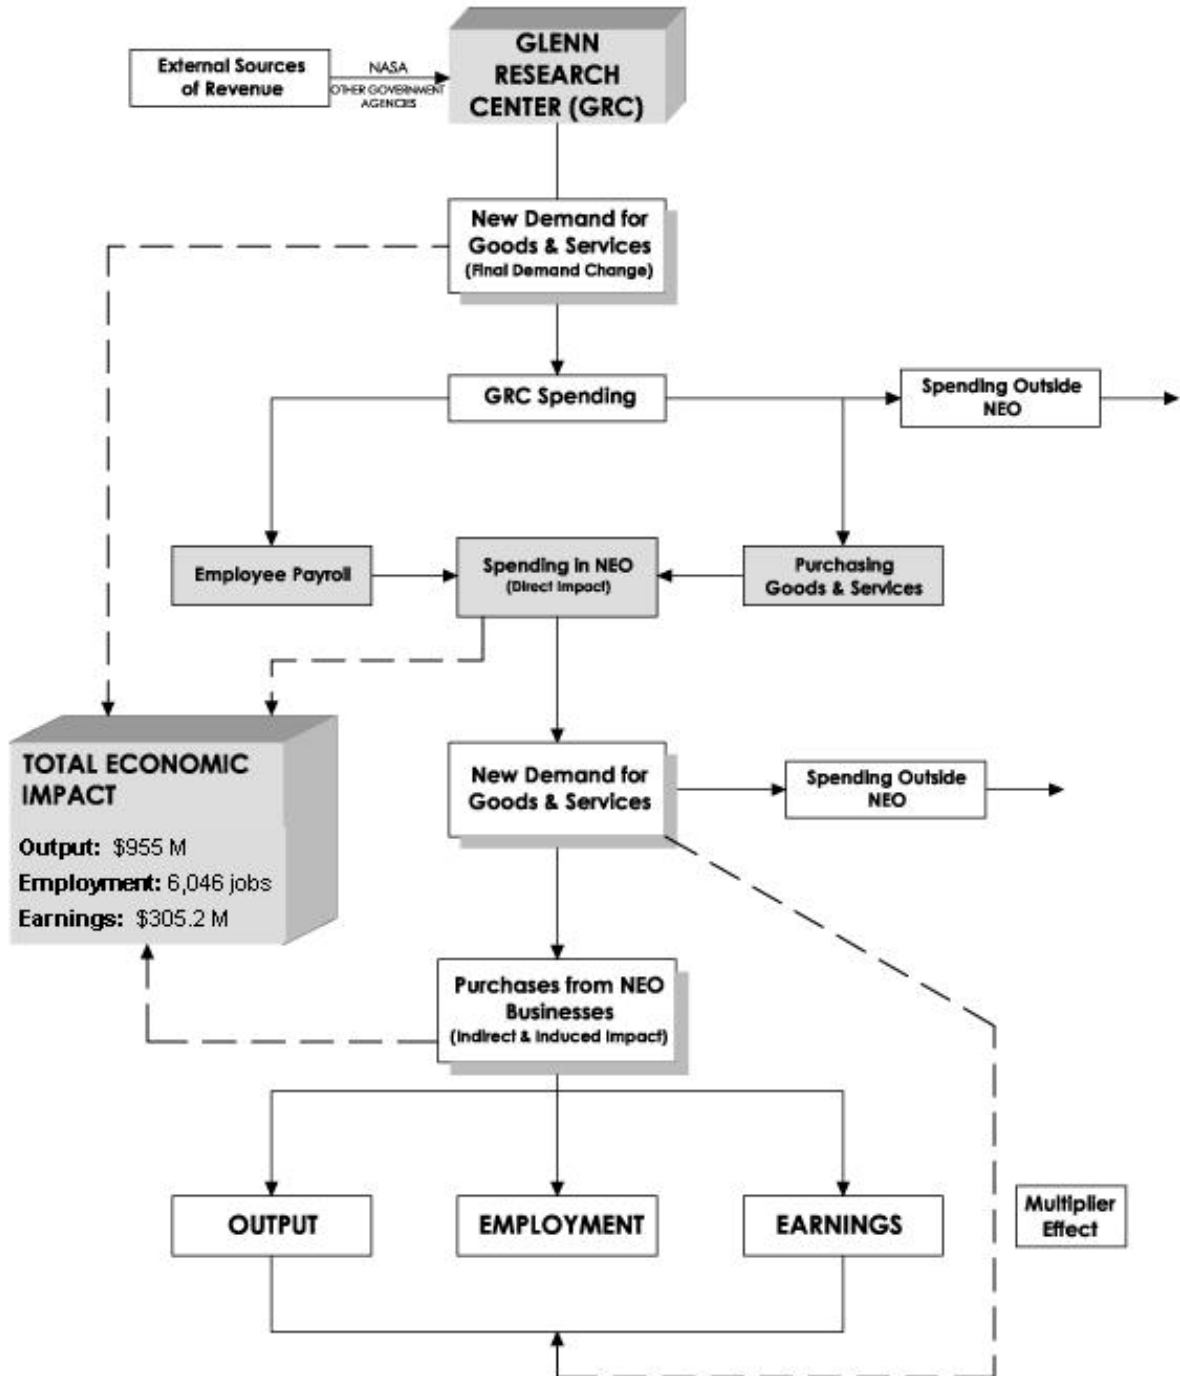 GLENN
RESEARCH
CENTER (GRC)
External Sources
of Revenue
NASA
OTHER GOVERNMENT
AGENCIES
New Demand for
Goods & Services
(Final Demand Change)
GRC Spending
Spending Outside
NEO
Employee Payroll
Spending in NEO
(Direct Impact)
Purchasing
Goods & Services
TOTAL ECONOMIC
IMPACT
Output: $955 M
Employment: 6,046 jobs
Earnings: $305.2 M
New Demand for
Goods & Services
Spending Outside
NEO
Purchases from NEO
Businesses
(Indirect & Induced Impact)
OUTPUT
EMPLOYMENT
EARNINGS
Multiplier
Effect